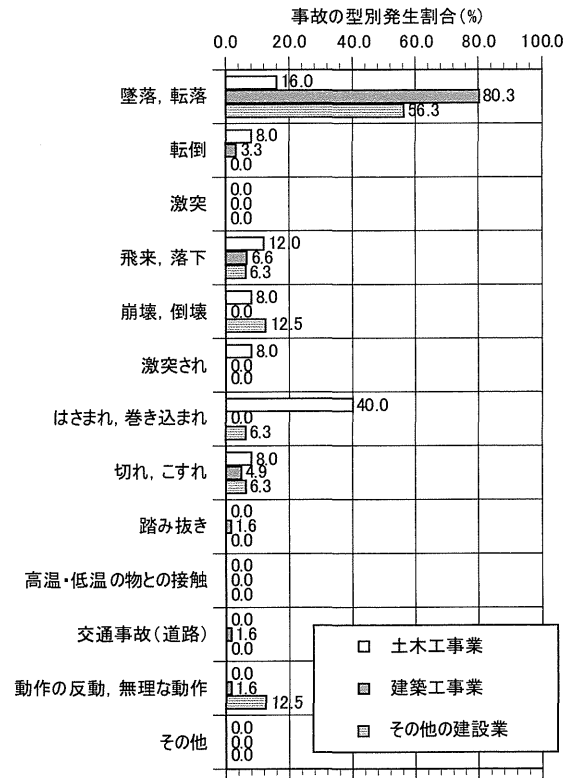 事故の型別発生割合(%)
0.0 20.0 40.0 60.0 80.0 100.0
墜落, 転落
16.0
80.3
56.3
転倒
8.0
3.3
0.0
激突
0.0
0.0
0.0
飛来, 落下
12.0
6.6
6.3
崩壊, 倒壊
8.0
0.0
12.5
激突され
8.0
0.0
0.0
はさまれ, 巻き込まれ
40.0
0.0
6.3
切れ, こすれ
8.0
4.9
6.3
踏み抜き
0.0
1.6
0.0
高温・低温の物との接触
0.0
0.0
0.0
交通事故(道路)
0.0
1.6
0.0
動作の反動, 無理な動作
0.0
1.6
12.5
その他
0.0
0.0
0.0
土木工事業
建築工事業
その他の建設業